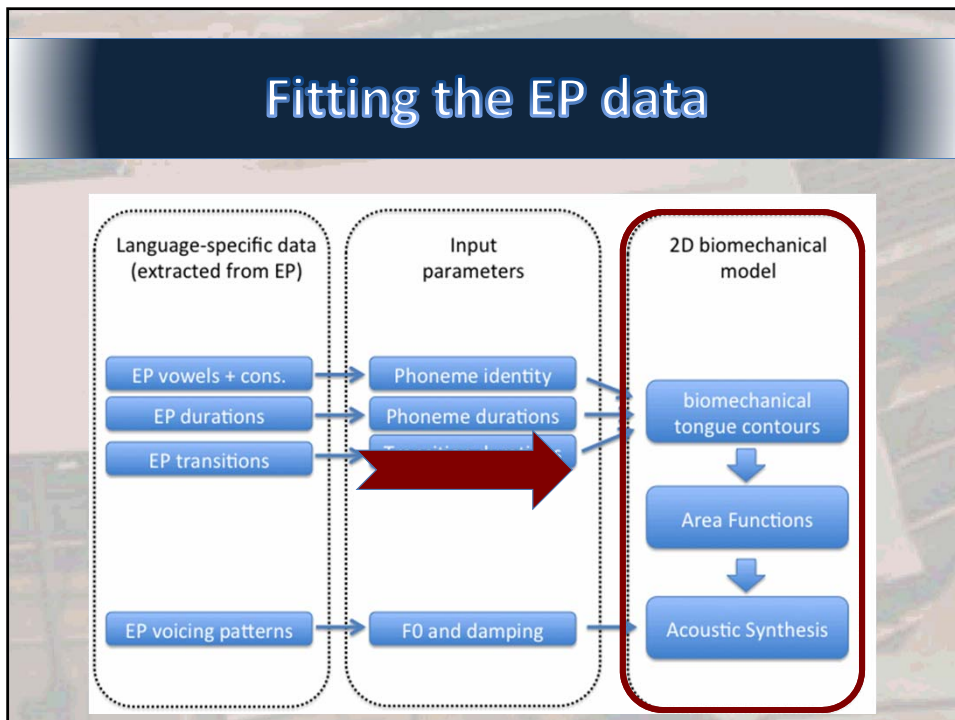 Fitting the EP data
Language-specific data
(extracted from EP)
Input
parameters
2D biomechanical
model
EP vowels + cons.
Phoneme identity
EP durations
Phoneme durations
biomechanical
tongue contours
EP transitions
Area Functions
EP voicing patterns
F0 and damping
Acoustic Synthesis